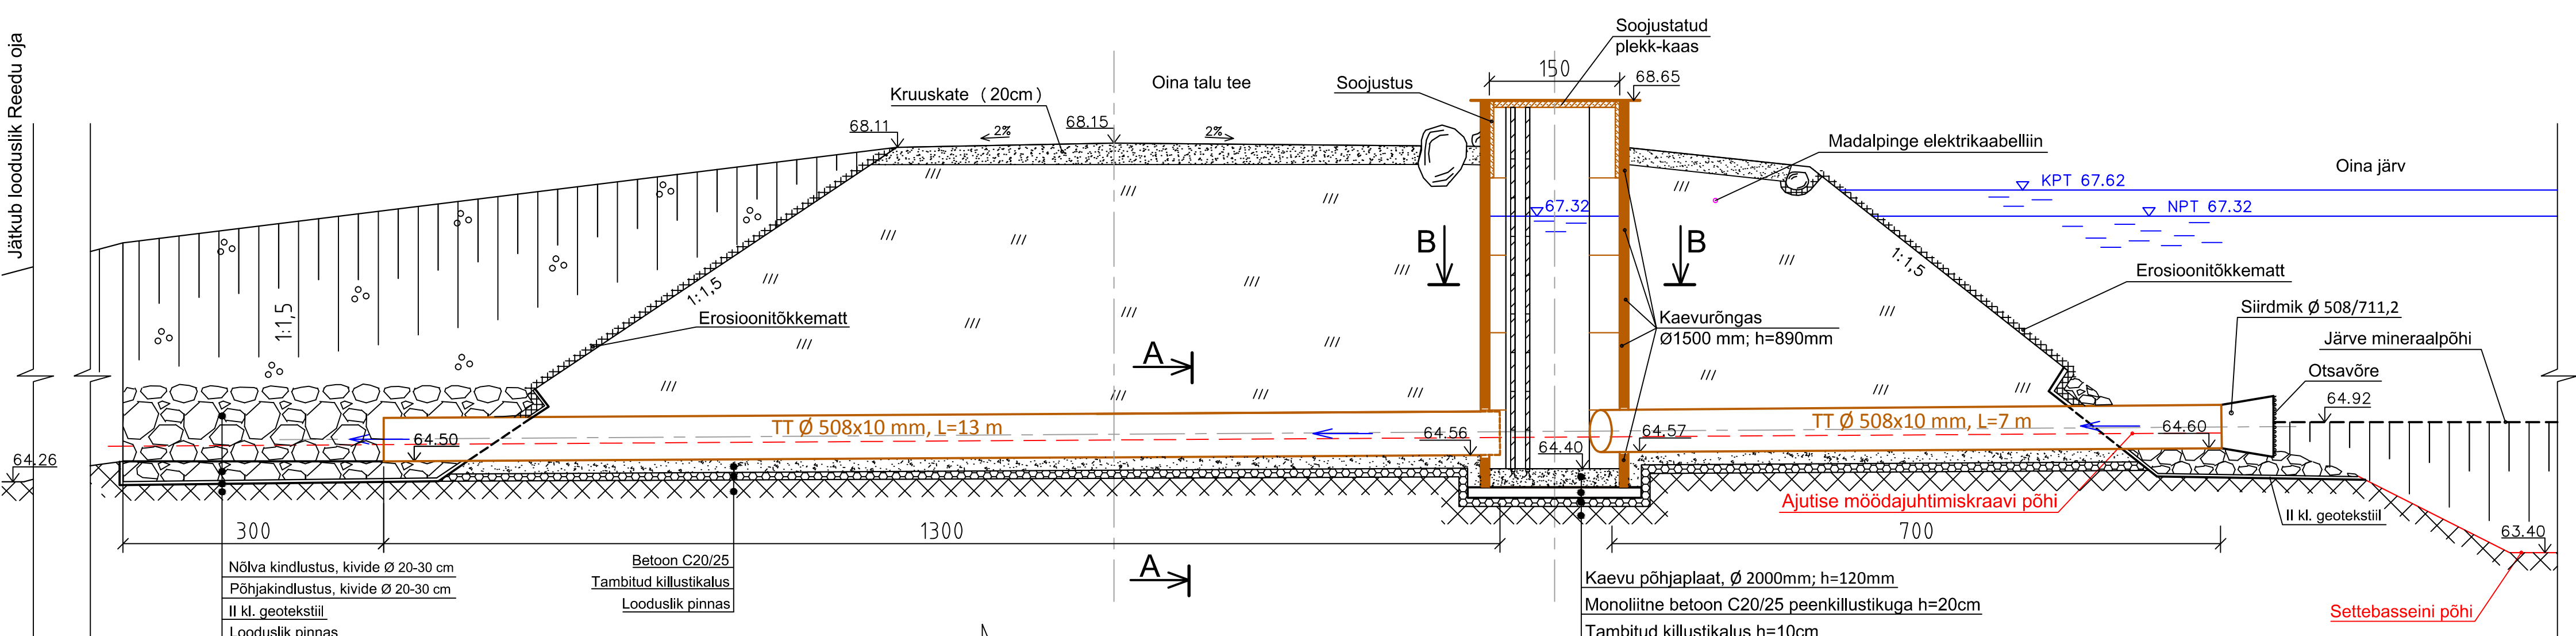 Jätkub looduslik Reedu oja
Soojustatud
plekk-kaas
150
68.65
Oina talu tee
Soojustus
Kruuskate (20cm)
68.11
2%
68.15
2%
Madalpinge elektrikaabelliin
Oina järv
KPT 67.62
NPT 67.32
67.32
B
B
1:1,5
1:1,5
1:1,5
Erosioonitõkkematt
Erosioonitõkkematt
Siirdmik Ø 508/711,2
Kaevurõngas
Ø1500 mm; h=890mm
Järve mineraalpõhi
A
Otsavõre
64.92
TT Ø 508x10 mm, L=13 m
TT Ø 508x10 mm, L=7 m
64.50
64.56
64.40
64.57
64.60
64.26
Ajutise möödajuhtimiskraavi põhi
II kl. geotekstiil
300
1300
700
63.40
Nõlva kindlustus, kivide Ø 20-30 cm
Põhjakindlustus, kivide Ø 20-30 cm
II kl. geotekstiil
Looduslik pinnas
Betoon C20/25
Tambitud killustikalus
Looduslik pinnas
A
Kaevu põhjaplaat, Ø 2000mm; h=120mm
Monoliitne betoon C20/25 peenkillustikuga h=20cm
Tambitud killustikalus h=10cm
Settebasseini põhi